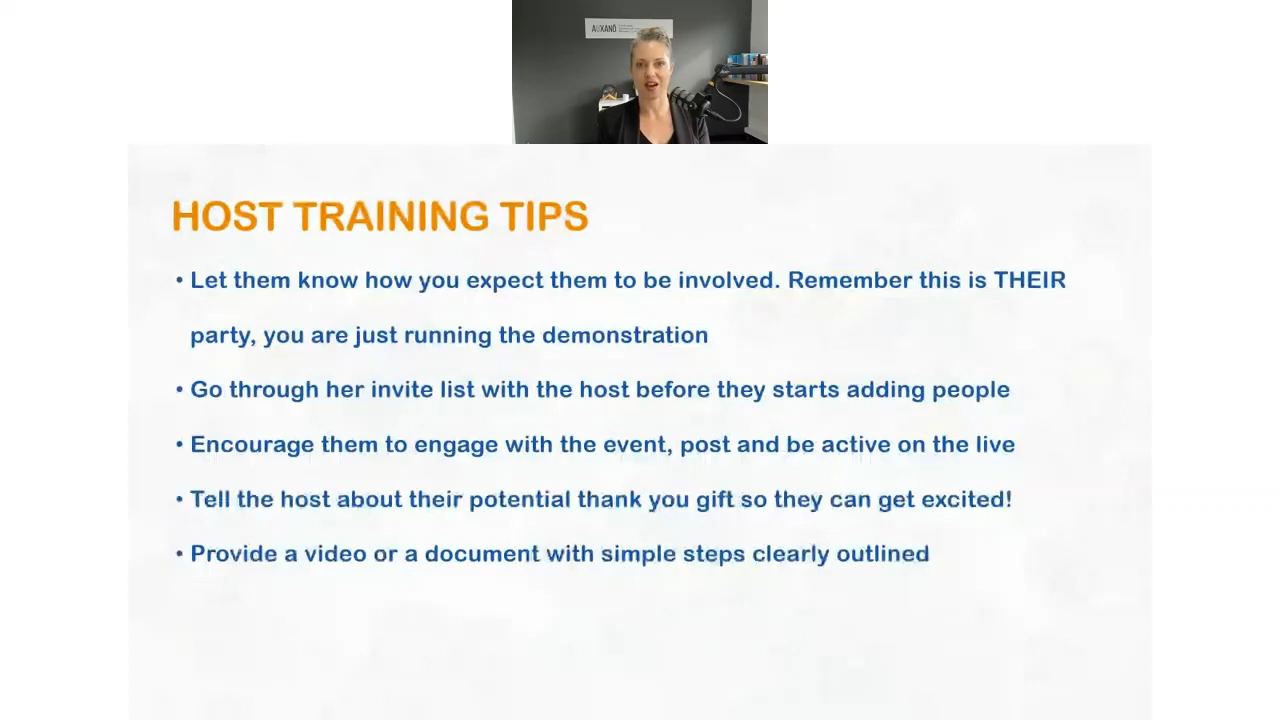 AUXANO
HOST TRAINING TIPS
• Let them know how you expect them to be involved. Remember this is THEIR
party, you are just running the demonstration
• Go through her invite list with the host before they starts adding people
• Encourage them to engage with the event, post and be active on the live
• Tell the host about their potential thank you gift so they can get excited!
• Provide a video or a document with simple steps clearly outlined